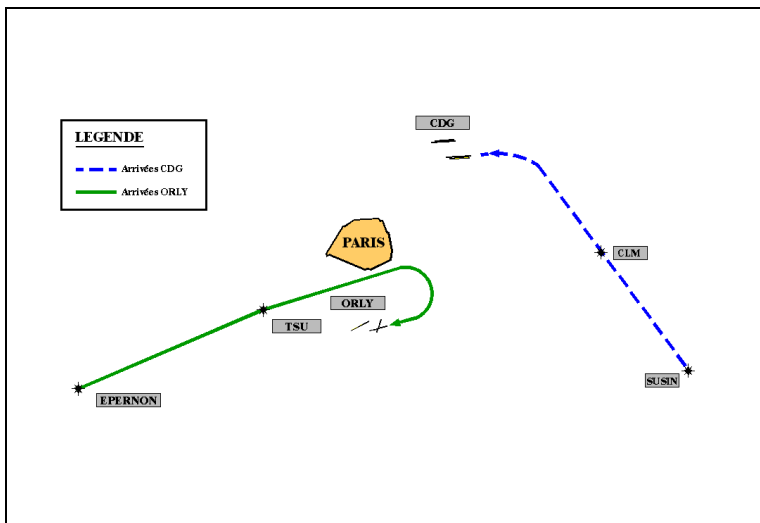 CDG
LEGENDE
Arrivées CDG
Arrivées ORLY
PARIS
CLM
ORLY
TSU
SUSIN
EPERNON